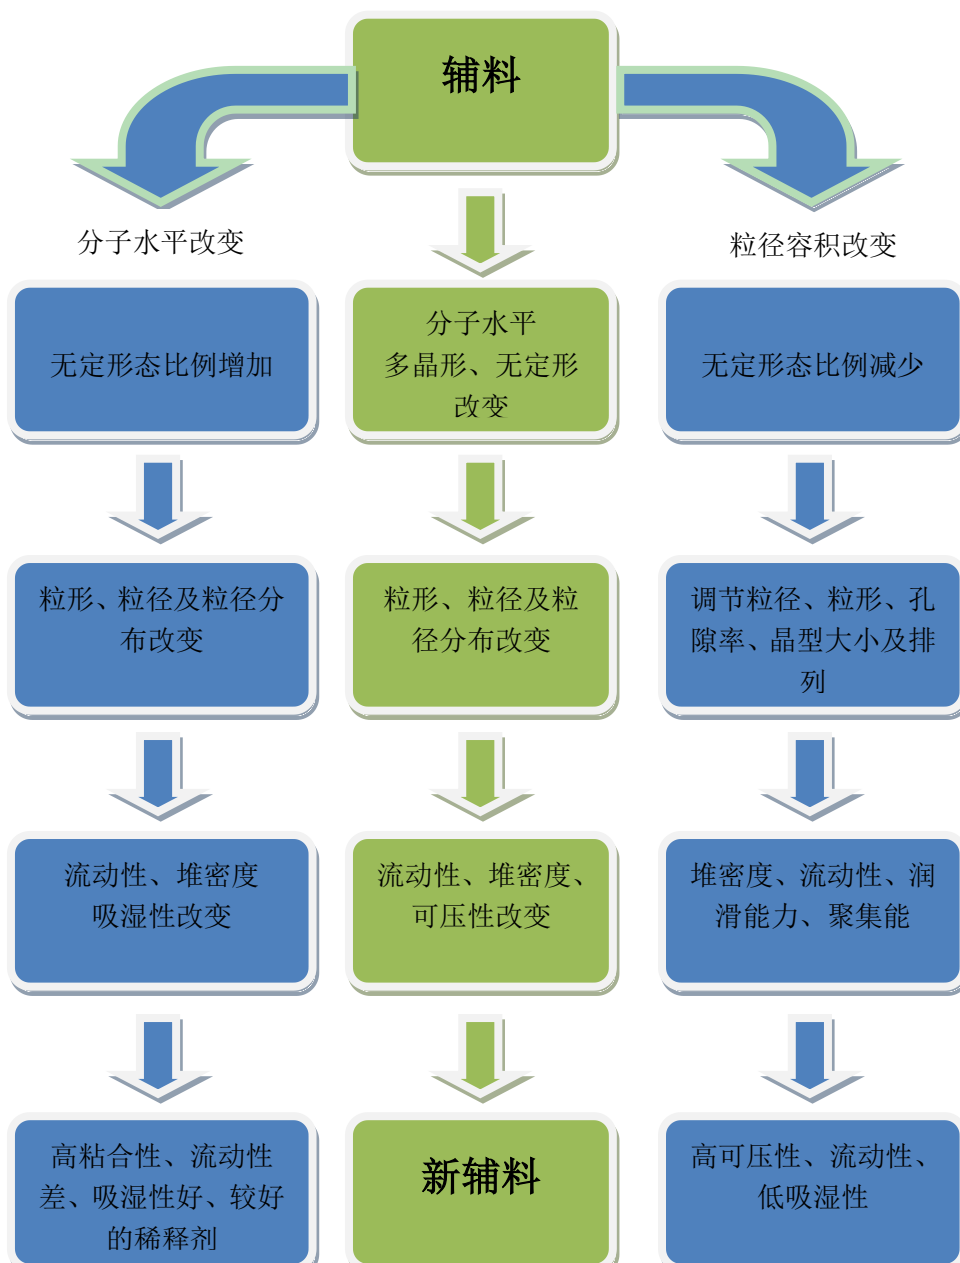 辅料
分子水平改变
粒径容积改变
无定形态比例增加
分子水平
多晶形、无定形
改变
无定形态比例减少
粒形、粒径及粒径分
布改变
粒形、粒径及粒
径分布改变
调节粒径、粒形、孔
隙率、晶型大小及排
列
流动性、堆密度
吸湿性改变
流动性、堆密度、
可压性改变
堆密度、流动性、润
滑能力、聚集能
高粘合性、流动性
差、吸湿性好、较好
的稀释剂
新辅料
高可压性、流动性、
低吸湿性